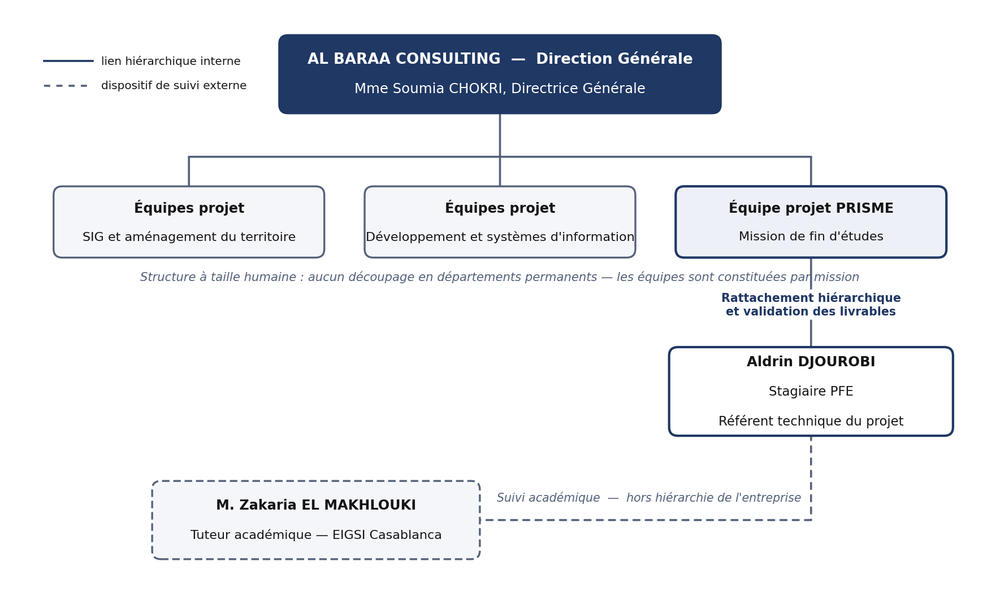 lien hiérarchique interne
dispositif de suivi externe
AL BARAA CONSULTING — Direction Générale
Mme Soumia CHOKRI, Directrice Générale
Équipes projet
SIG et aménagement du territoire
Équipes projet
Développement et systèmes d'information
Équipe projet PRISME
Mission de fin d'études
Structure à taille humaine : aucun découpage en départements permanents — les équipes sont constituées par mission
Rattachement hiérarchique
et validation des livrables
Aldrin DJOUROBI
Stagiaire PFE
Référent technique du projet
Suivi académique — hors hiérarchie de l'entreprise
M. Zakaria EL MAKHLOUKI
Tuteur académique — EIGSI Casablanca